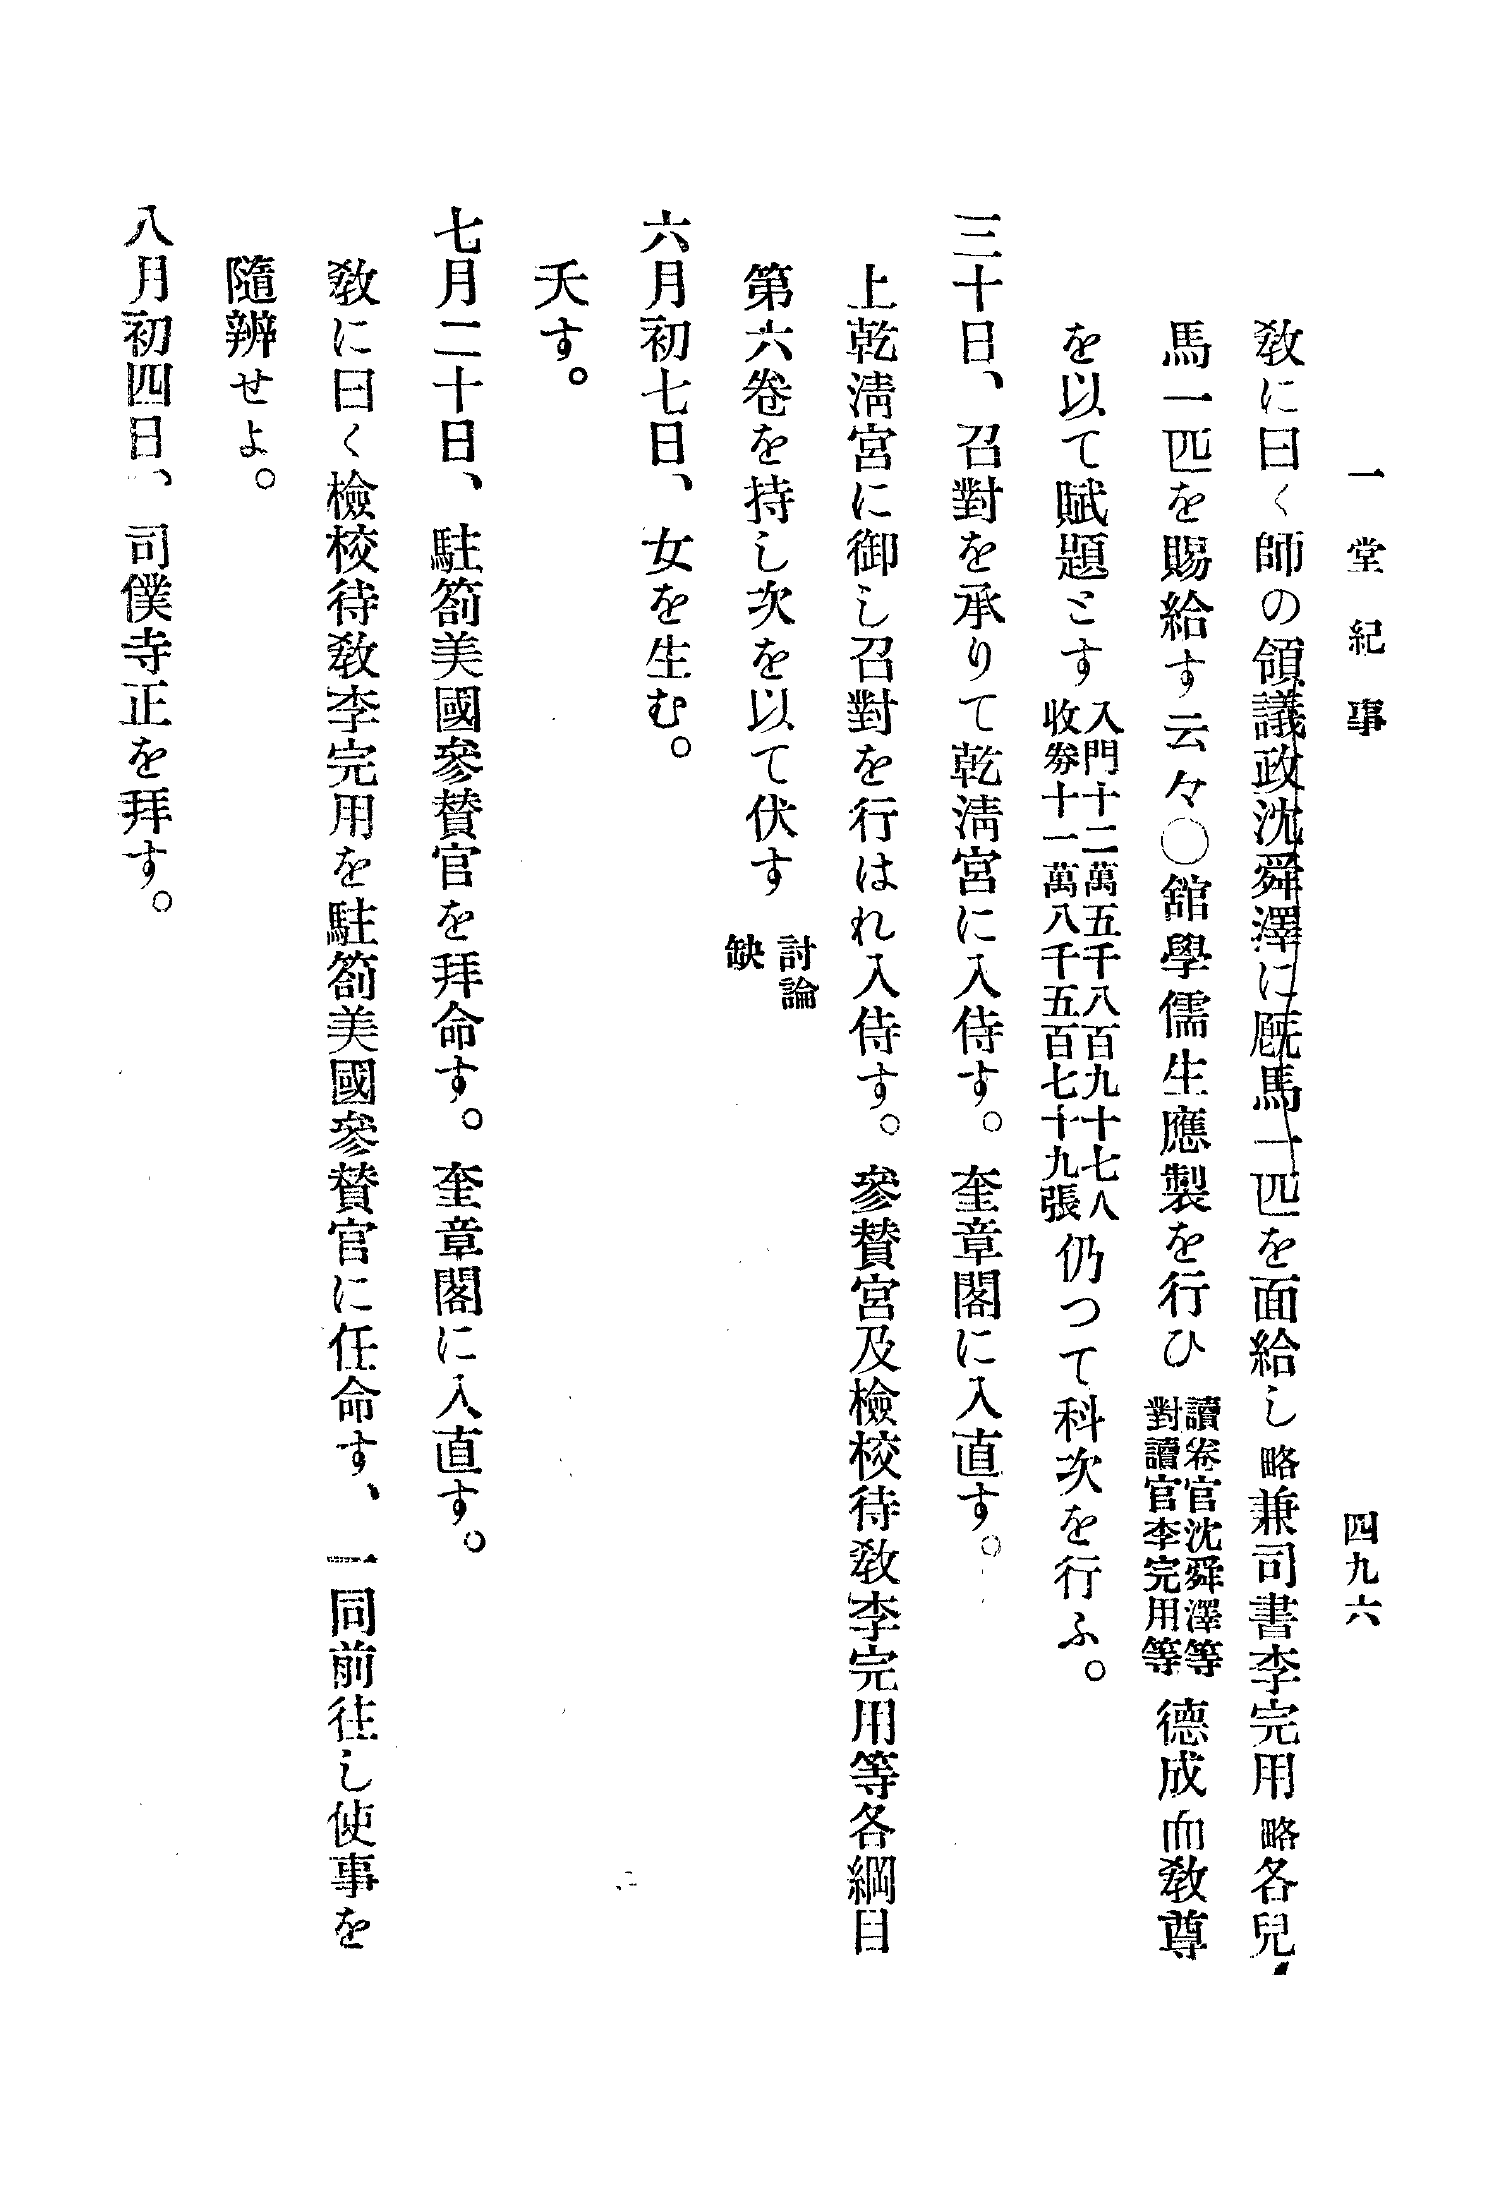 一堂紀事
四九六
敎に曰く師の領議政沈舜澤に厩馬一匹を面給し略兼司書李完用略各兒
馬一匹を賜給す云々〇舘學儒生應製を行ひ讀卷官沈舜澤等對讀官李完用等德成而敎尊
を以て賦題とす入門十二萬五千八百九十七人收劵十一萬八千五百七十九張仍つて科次を行ふ。
三十日、召對を承りて乾淸宮に入侍す。奎章閣に入直す。
上乾淸宮に御し召對を行はれ入侍す。參贊宮及檢校待敎李完用等各綱目
第六卷を持し次を以て伏す討論缺
六月初七日、女を生む。
夭す。
七月二十日、駐箚美國參贊官を拜命す。奎章閣に入直す。
敎に曰く檢校待敎李完用を駐箚美國參贊官に任命す、一同前往し使事を
隨辨せよ。
八月初四日、司僕寺正を拜す。